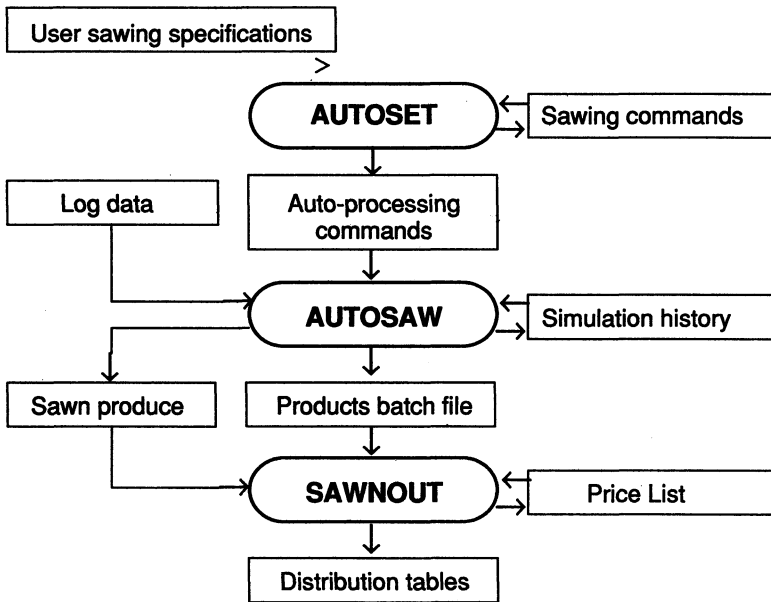 User sawing specifications
>
AUTOSET
Sawing commands
Log data
Auto-processing
commands
AUTOSAW
Simulation history
Sawn produce
Products batch file
SAWNOUT
Price List
Distribution tables